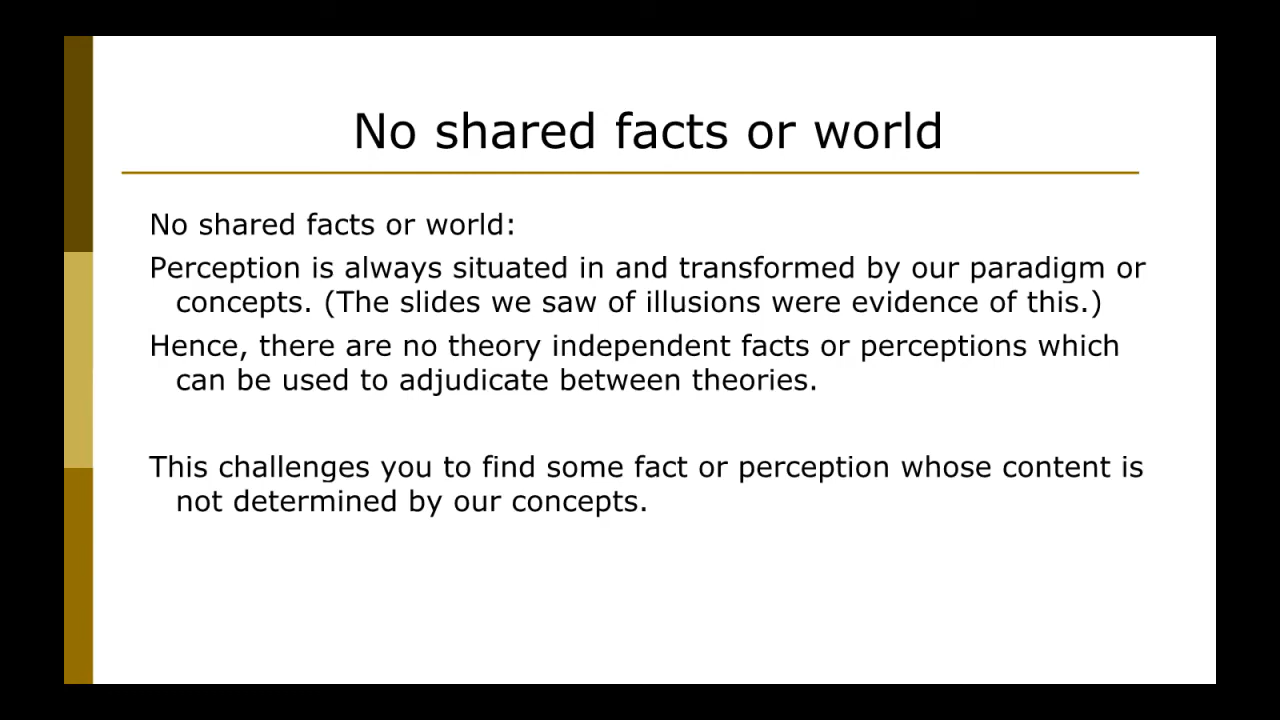 No shared facts or world
No shared facts or world:
Perception is always situated in and transformed by our paradigm or
concepts. (The slides we saw of illusions were evidence of this.)
Hence, there are no theory independent facts or perceptions which
can be used to adjudicate between theories.
This challenges you to find some fact or perception whose content is
not determined by our concepts.